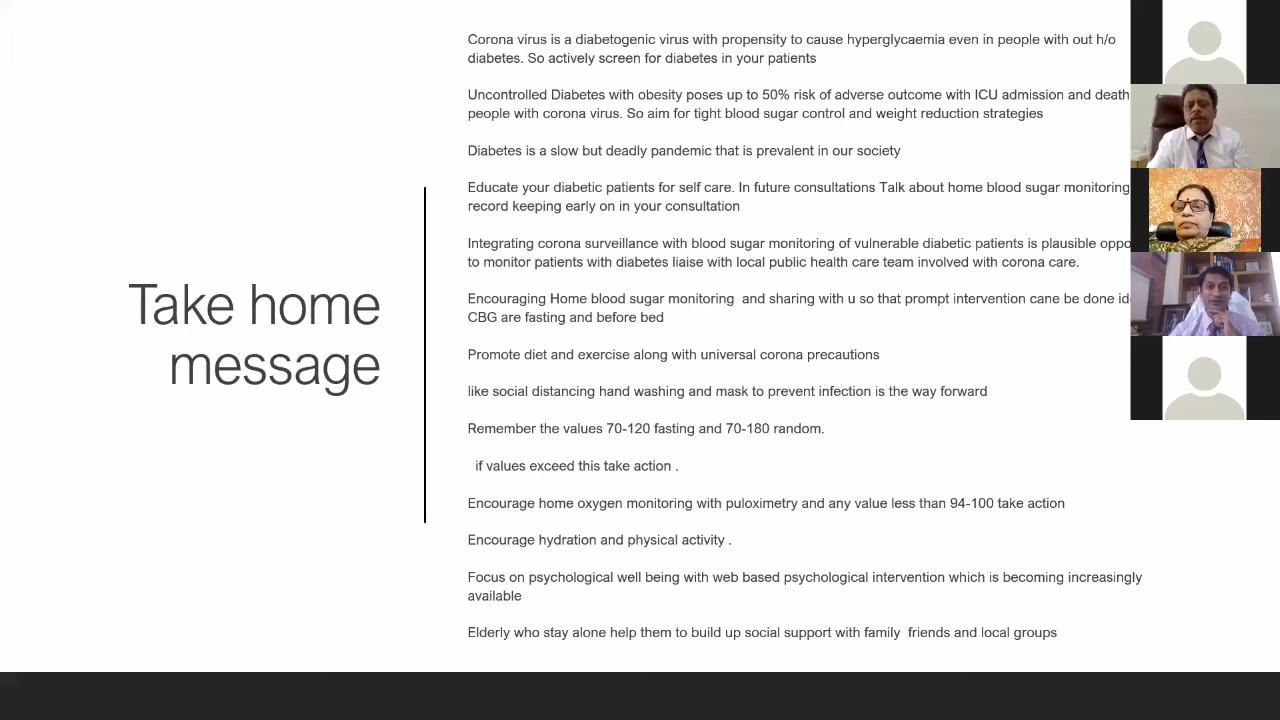 Take home
message
Corona virus is a diabetogenic virus with propensity to cause hyperglycaemia even in people with out h/o
diabetes. So actively screen for diabetes in your patients
Uncontrolled Diabetes with obesity poses up to 50% risk of adverse outcome with ICU admission and death
people with corona virus. So aim for tight blood sugar control and weight reduction strategies
Diabetes is a slow but deadly pandemic that is prevalent in our society
Educate your diabetic patients for self care. In future consultations Talk about home blood sugar monitoring
record keeping early on in your consultation
Integrating corona surveillance with blood sugar monitoring of vulnerable diabetic patients is plausible
to monitor patients with diabetes liaise with local public health care team involved with corona care.
Encouraging Home blood sugar monitoring and sharing with u so that prompt intervention cane be done
CBG are fasting and before bed
Promote diet and exercise along with universal corona precautions
like social distancing hand washing and mask to prevent infection is the way forward
Remember the values 70-120 fasting and 70-180 random.
if values exceed this take action .
Encourage home oxygen monitoring with puloximetry and any value less than 94-100 take action
Encourage hydration and physical activity .
Focus on psychological well being with web based psychological intervention which is becoming increasingly
available
Elderly who stay alone help them to build up social support with family friends and local groups